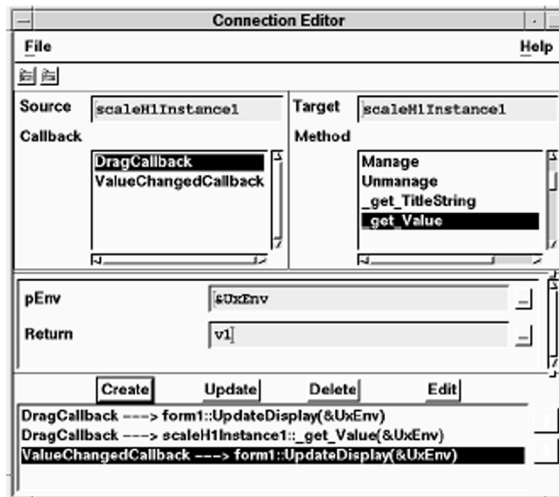 Connection Editor
File Help
Source scaleH1Instance1 Target scaleH1Instance1
Callback Method
DragCallback
ValueChangedCallback
Manage
Unmanage
_get_TitleString
_get_Value
pEnv &UxEnv ...
Return v1 ...
Create Update Delete Edit
DragCallback ---> form1::UpdateDisplay(&UxEnv)
DragCallback ---> scaleH1Instance1::_get_Value(&UxEnv)
ValueChangedCallback ---> form1::UpdateDisplay(&UxEnv)